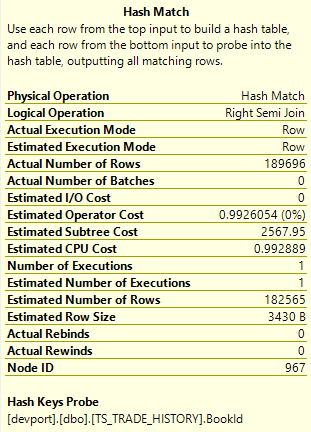 Hash Match
Use each row from the top input to build a hash table,
and each row from the bottom input to probe into the
hash table, outputting all matching rows.
Physical Operation Hash Match
Logical Operation Right Semi Join
Actual Execution Mode Row
Estimated Execution Mode Row
Actual Number of Rows 189696
Actual Number of Batches 0
Estimated I/O Cost 0
Estimated Operator Cost 0.9926054 (0%)
Estimated Subtree Cost 2567.95
Estimated CPU Cost 0.992889
Number of Executions 1
Estimated Number of Executions 1
Estimated Number of Rows 182565
Estimated Row Size 3430 B
Actual Rebinds 0
Actual Rewinds 0
Node ID 967
Hash Keys Probe
[devport].[dbo].[TS_TRADE_HISTORY].BookId